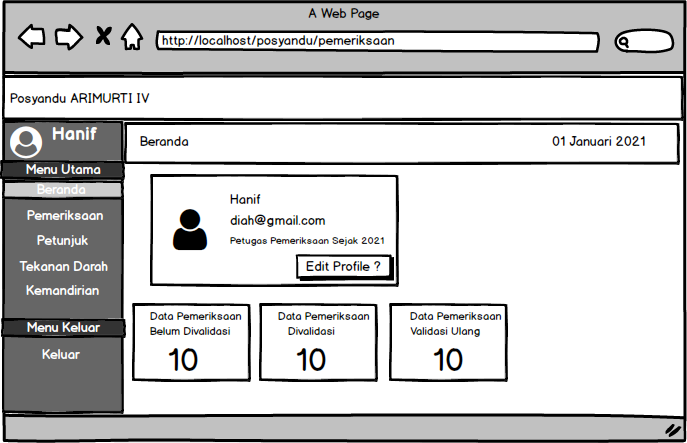 A Web Page
http://localhost/posyandu/pemeriksaan
Posyandu ARIMURTI IV
Hanif
Beranda
01 Januari 2021
Menu Utama
Beranda
Pemeriksaan
Petunjuk
Tekanan Darah
Kemandirian
Menu Keluar
Keluar
Hanif
diah@gmail.com
Petugas Pemeriksaan Sejak 2021
Edit Profile ?
Data Pemeriksaan
Belum Divalidasi
10
Data Pemeriksaan
Divalidasi
10
Data Pemeriksaan
Validasi Ulang
10